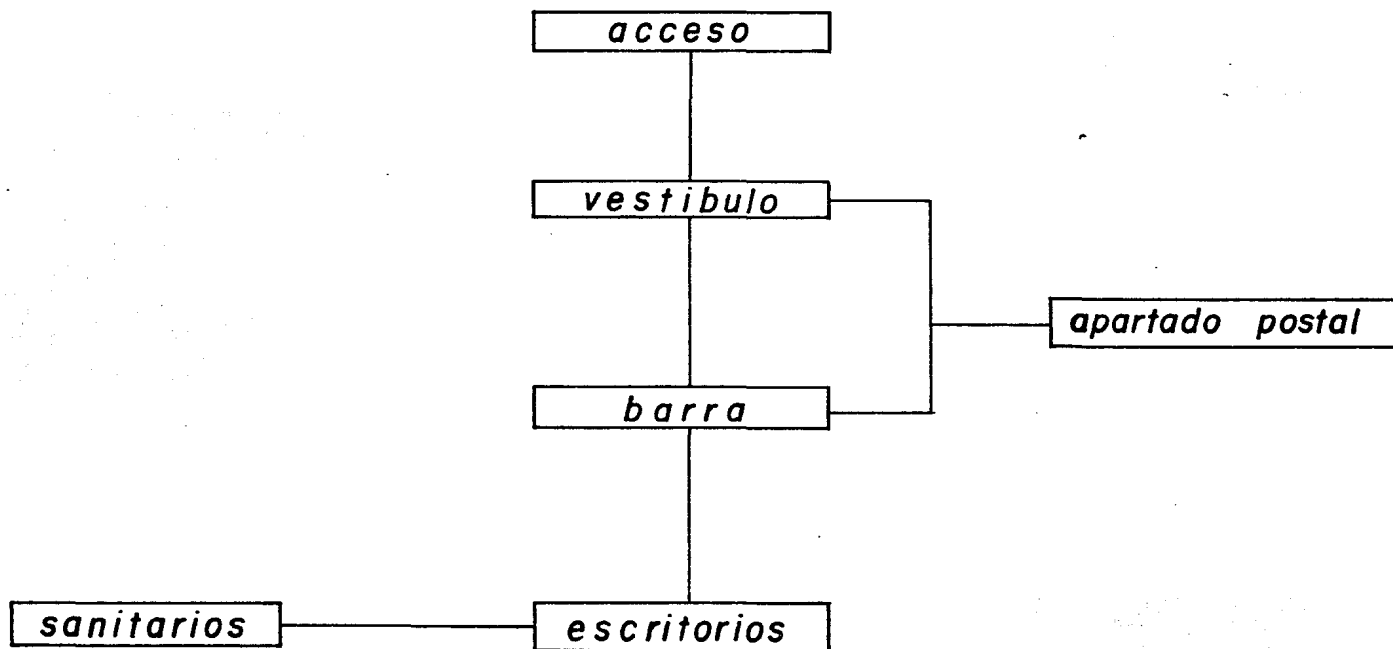 acceso
vestibulo
apartado postal
barra
sanitarios
escritorios